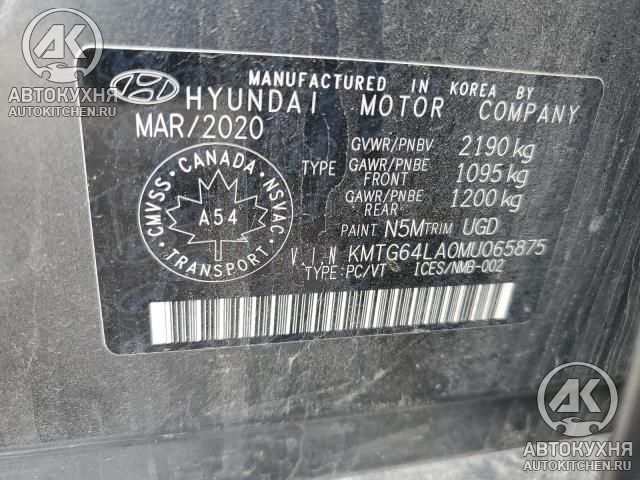 MANUFACTURED IN KOREA BY
HYUNDAI MOTOR COMPANY
MAR/2020
GVWR/PNBV 2190 kg
TYPE GAWR/PNBE FRONT 1095 kg
GAWR/PNBE REAR 1200 kg
PAINT N5M TRIM UGD
V.I.N KMTG64LA0MU065875
TYPE:PC/VT ICES/NMB-002
CANADA
CMVSS NSVAC
A54
TRANSPORT
АК
АВТОКУХНЯ
AUTOKITCHEN.RU
АК
АВТОКУХНЯ
AUTOKITCHEN.RU